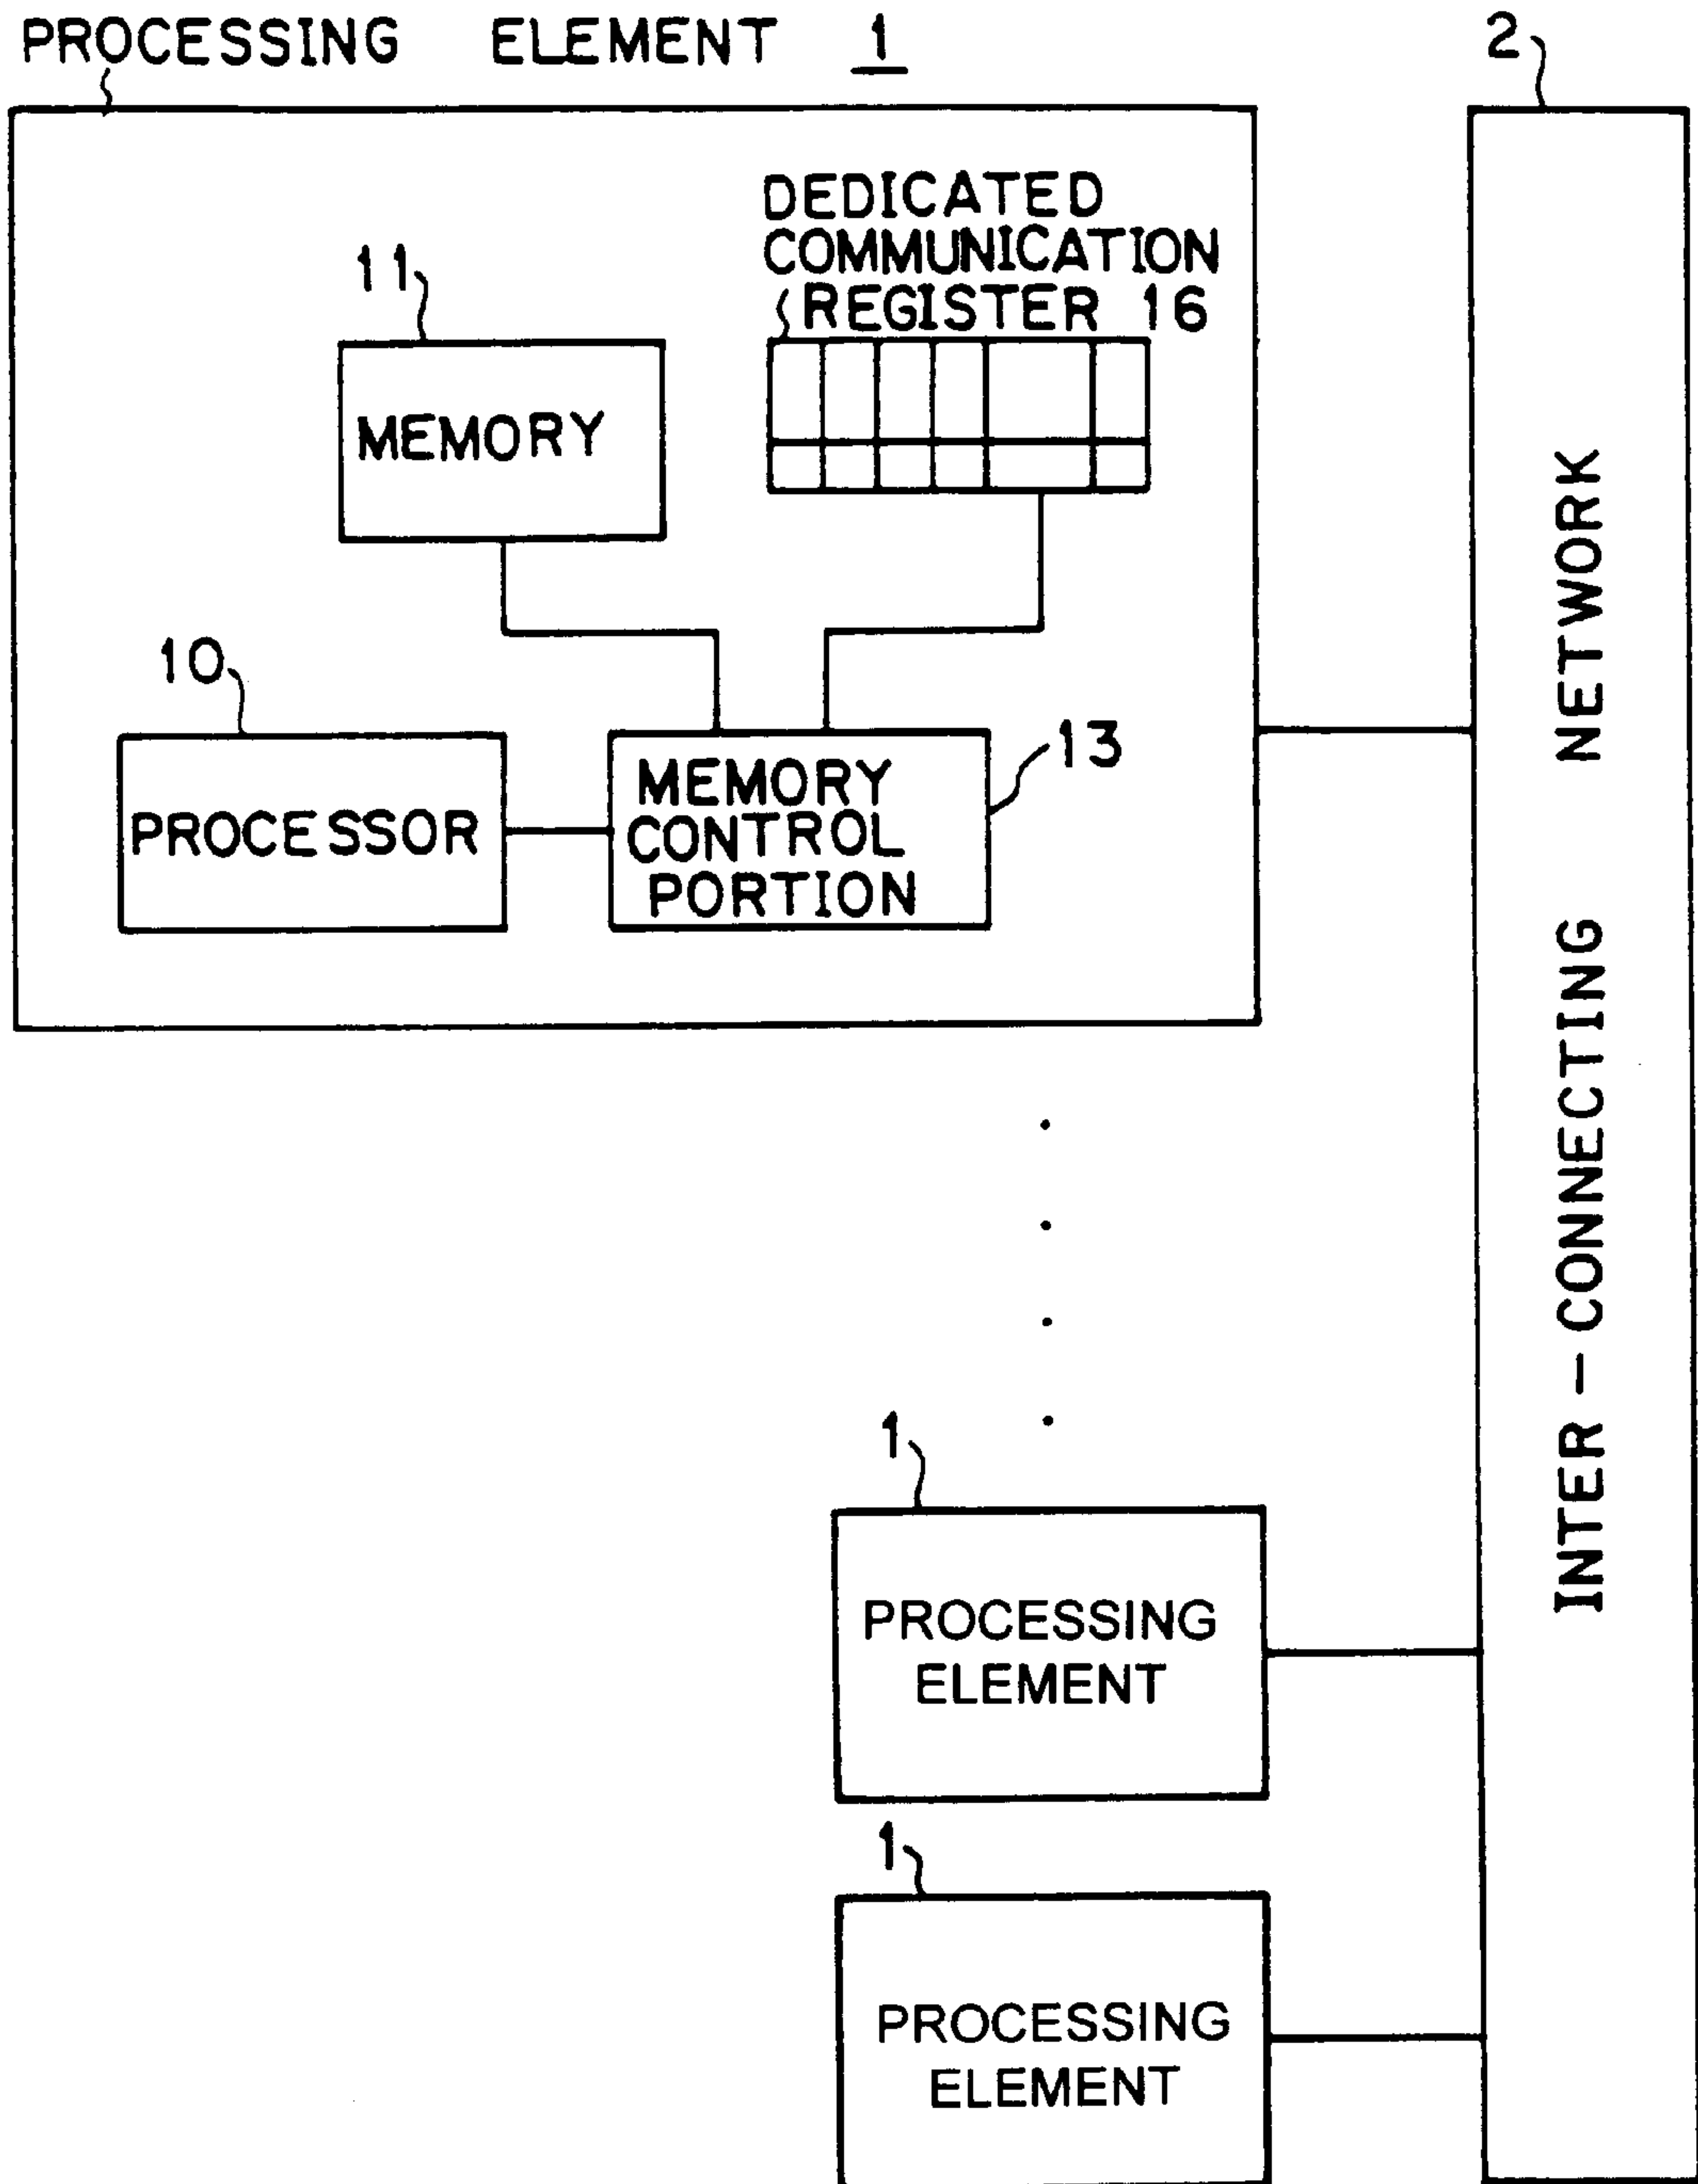 PROCESSING ELEMENT 1
2
DEDICATED
COMMUNICATION
REGISTER 16
11
MEMORY
10
PROCESSOR
MEMORY
CONTROL
PORTION
13
INTER-CONNECTING NETWORK
1
PROCESSING
ELEMENT
1
PROCESSING
ELEMENT